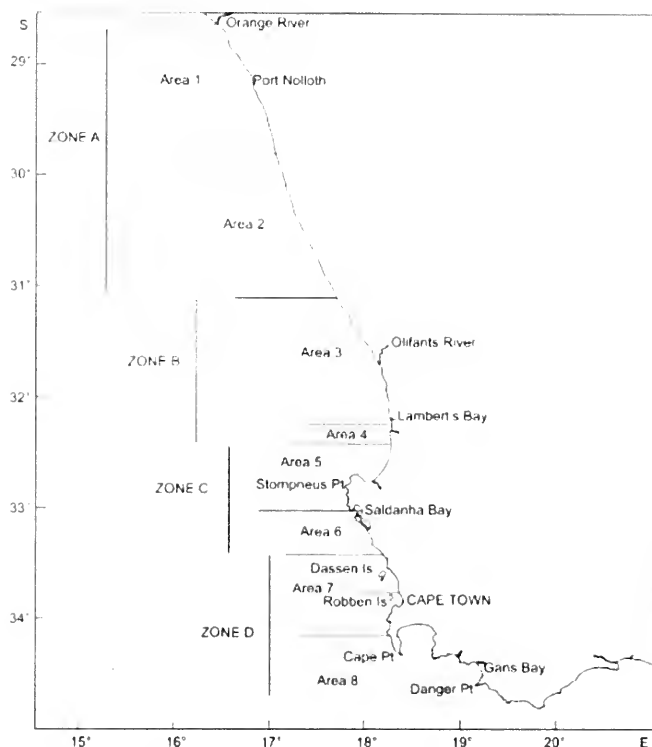 S
Orange River
29°
Area 1
Port Nolloth
ZONE A
30°
Area 2
31°
Area 3
Olifants River
ZONE B
32°
Lambert's Bay
Area 4
Area 5
Stompneus Pt
ZONE C
33°
Saldanha Bay
Area 6
Dassen Is
Area 7
Robben Is
CAPE TOWN
34°
ZONE D
Cape Pt
Gans Bay
Area 8
Danger Pt
15°
16°
17°
18°
19°
20°
E